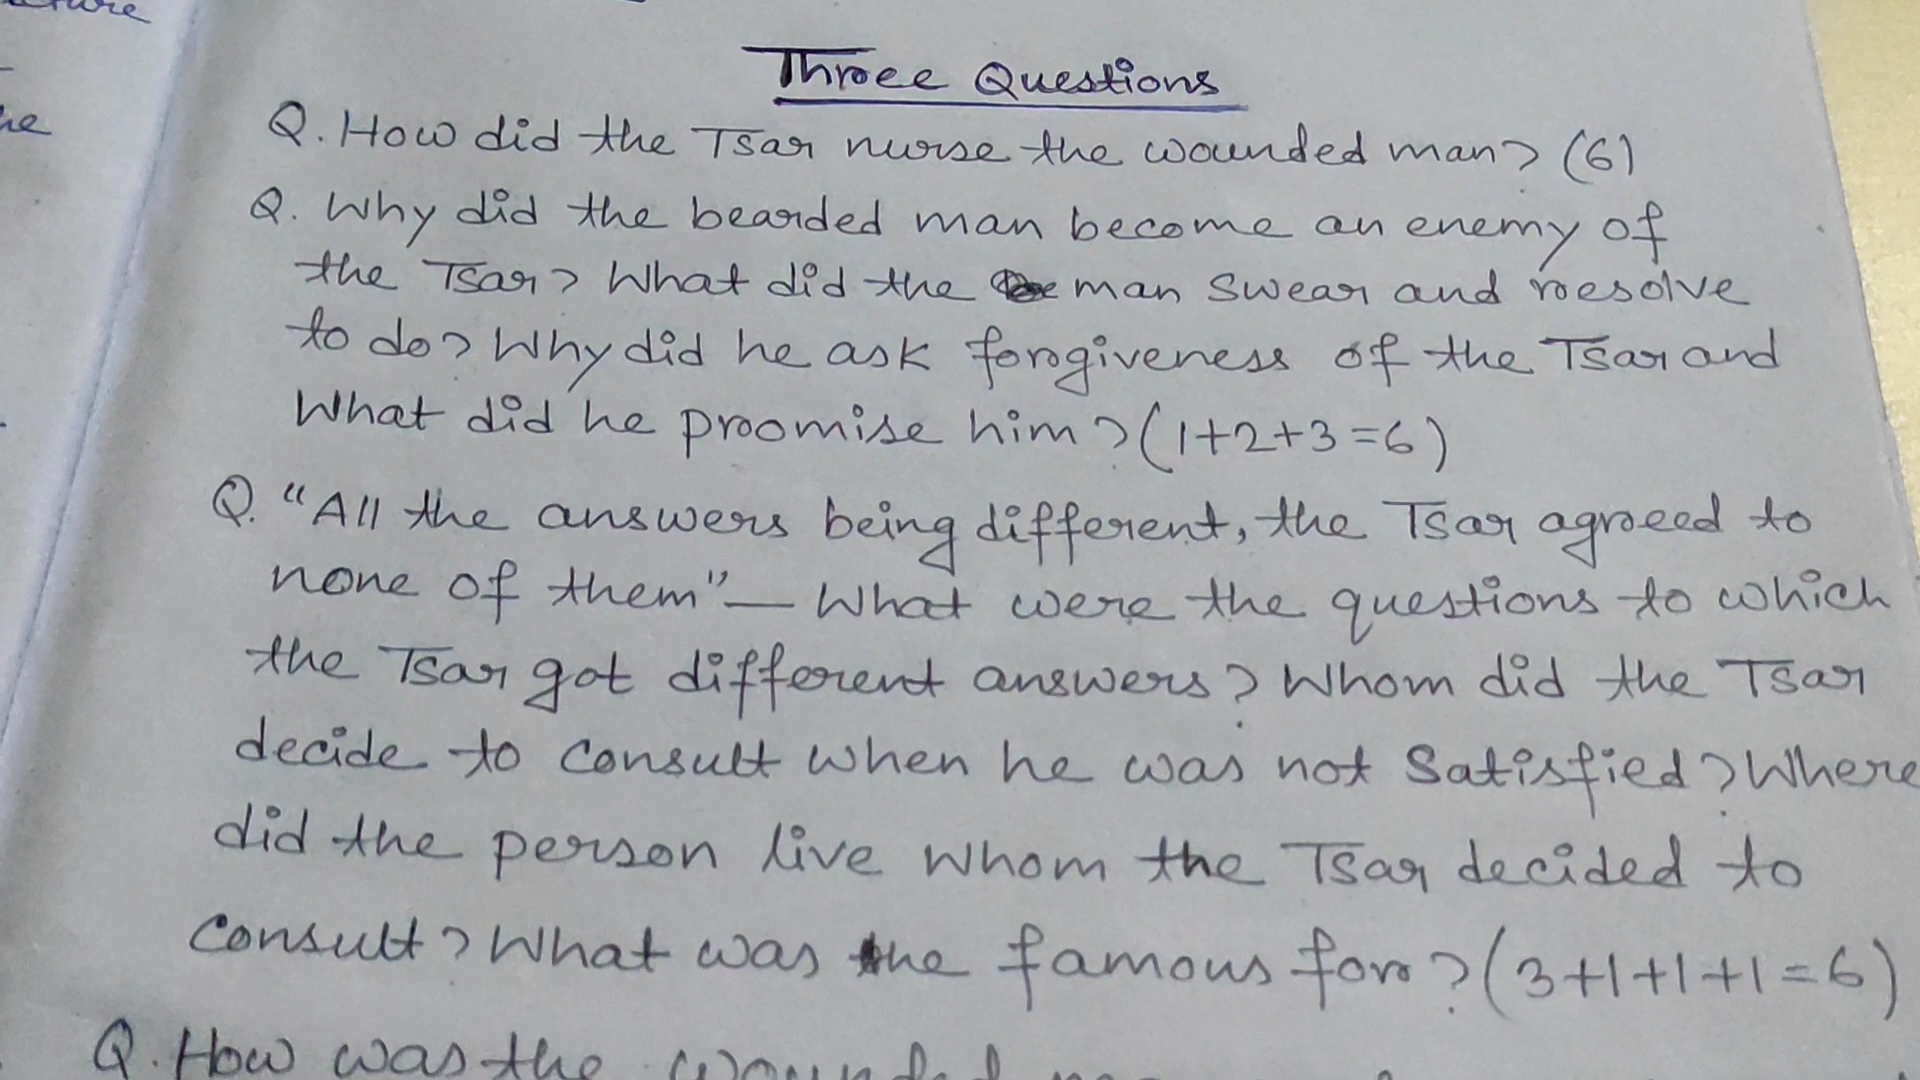 Three Questions
Q. How did the Tsar nurse the wounded man? (6)
Q. Why did the bearded man become an enemy of
the Tsar? What did the man swear and resolve
to do? Why did he ask forgiveness of the Tsar and
What did he promise him? (1+2+3=6)
Q. "All the answers being different, the Tsar agreed to
none of them" — What were the questions to which
the Tsar got different answers? Whom did the Tsar
decide to consult when he was not Satisfied? Where
did the person live whom the Tsar decided to
consult? What was the famous for? (3+1+1+1=6)
Q. How was the wounded